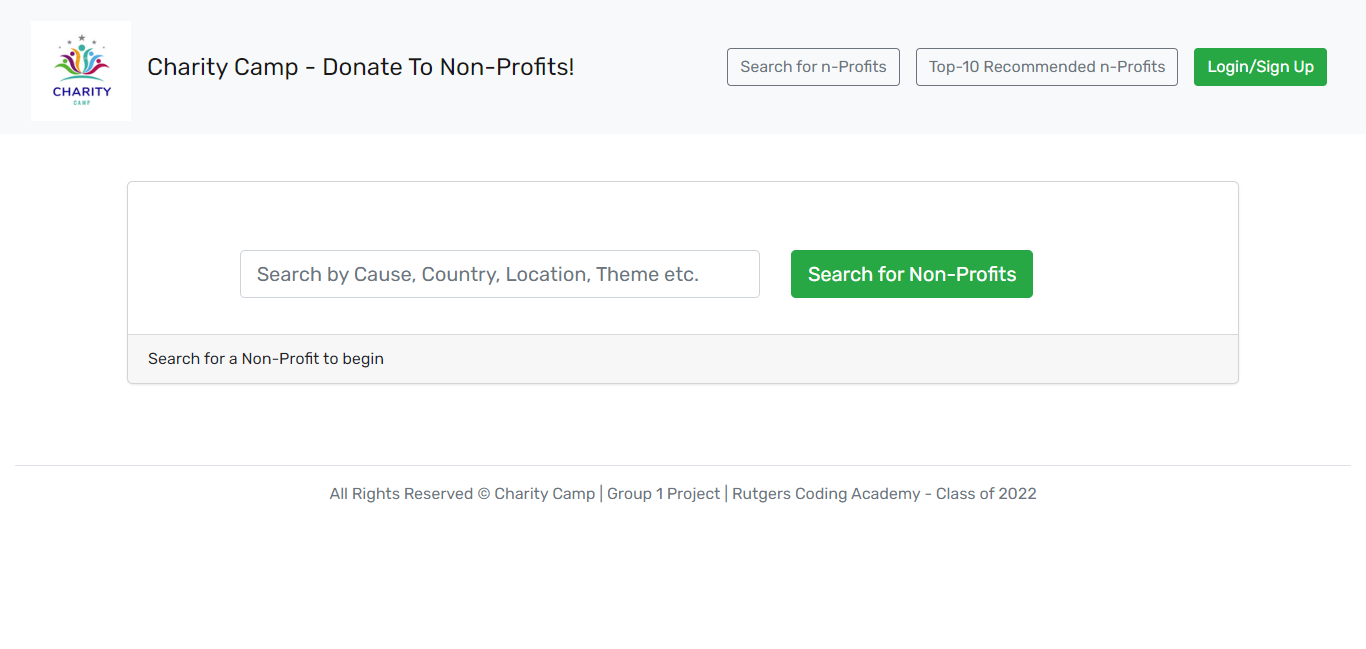 CHARITY
CAMP
Charity Camp - Donate To Non-Profits!
Search for n-Profits
Top-10 Recommended n-Profits
Login/Sign Up
Search by Cause, Country, Location, Theme etc.
Search for Non-Profits
Search for a Non-Profit to begin
All Rights Reserved © Charity Camp | Group 1 Project | Rutgers Coding Academy - Class of 2022